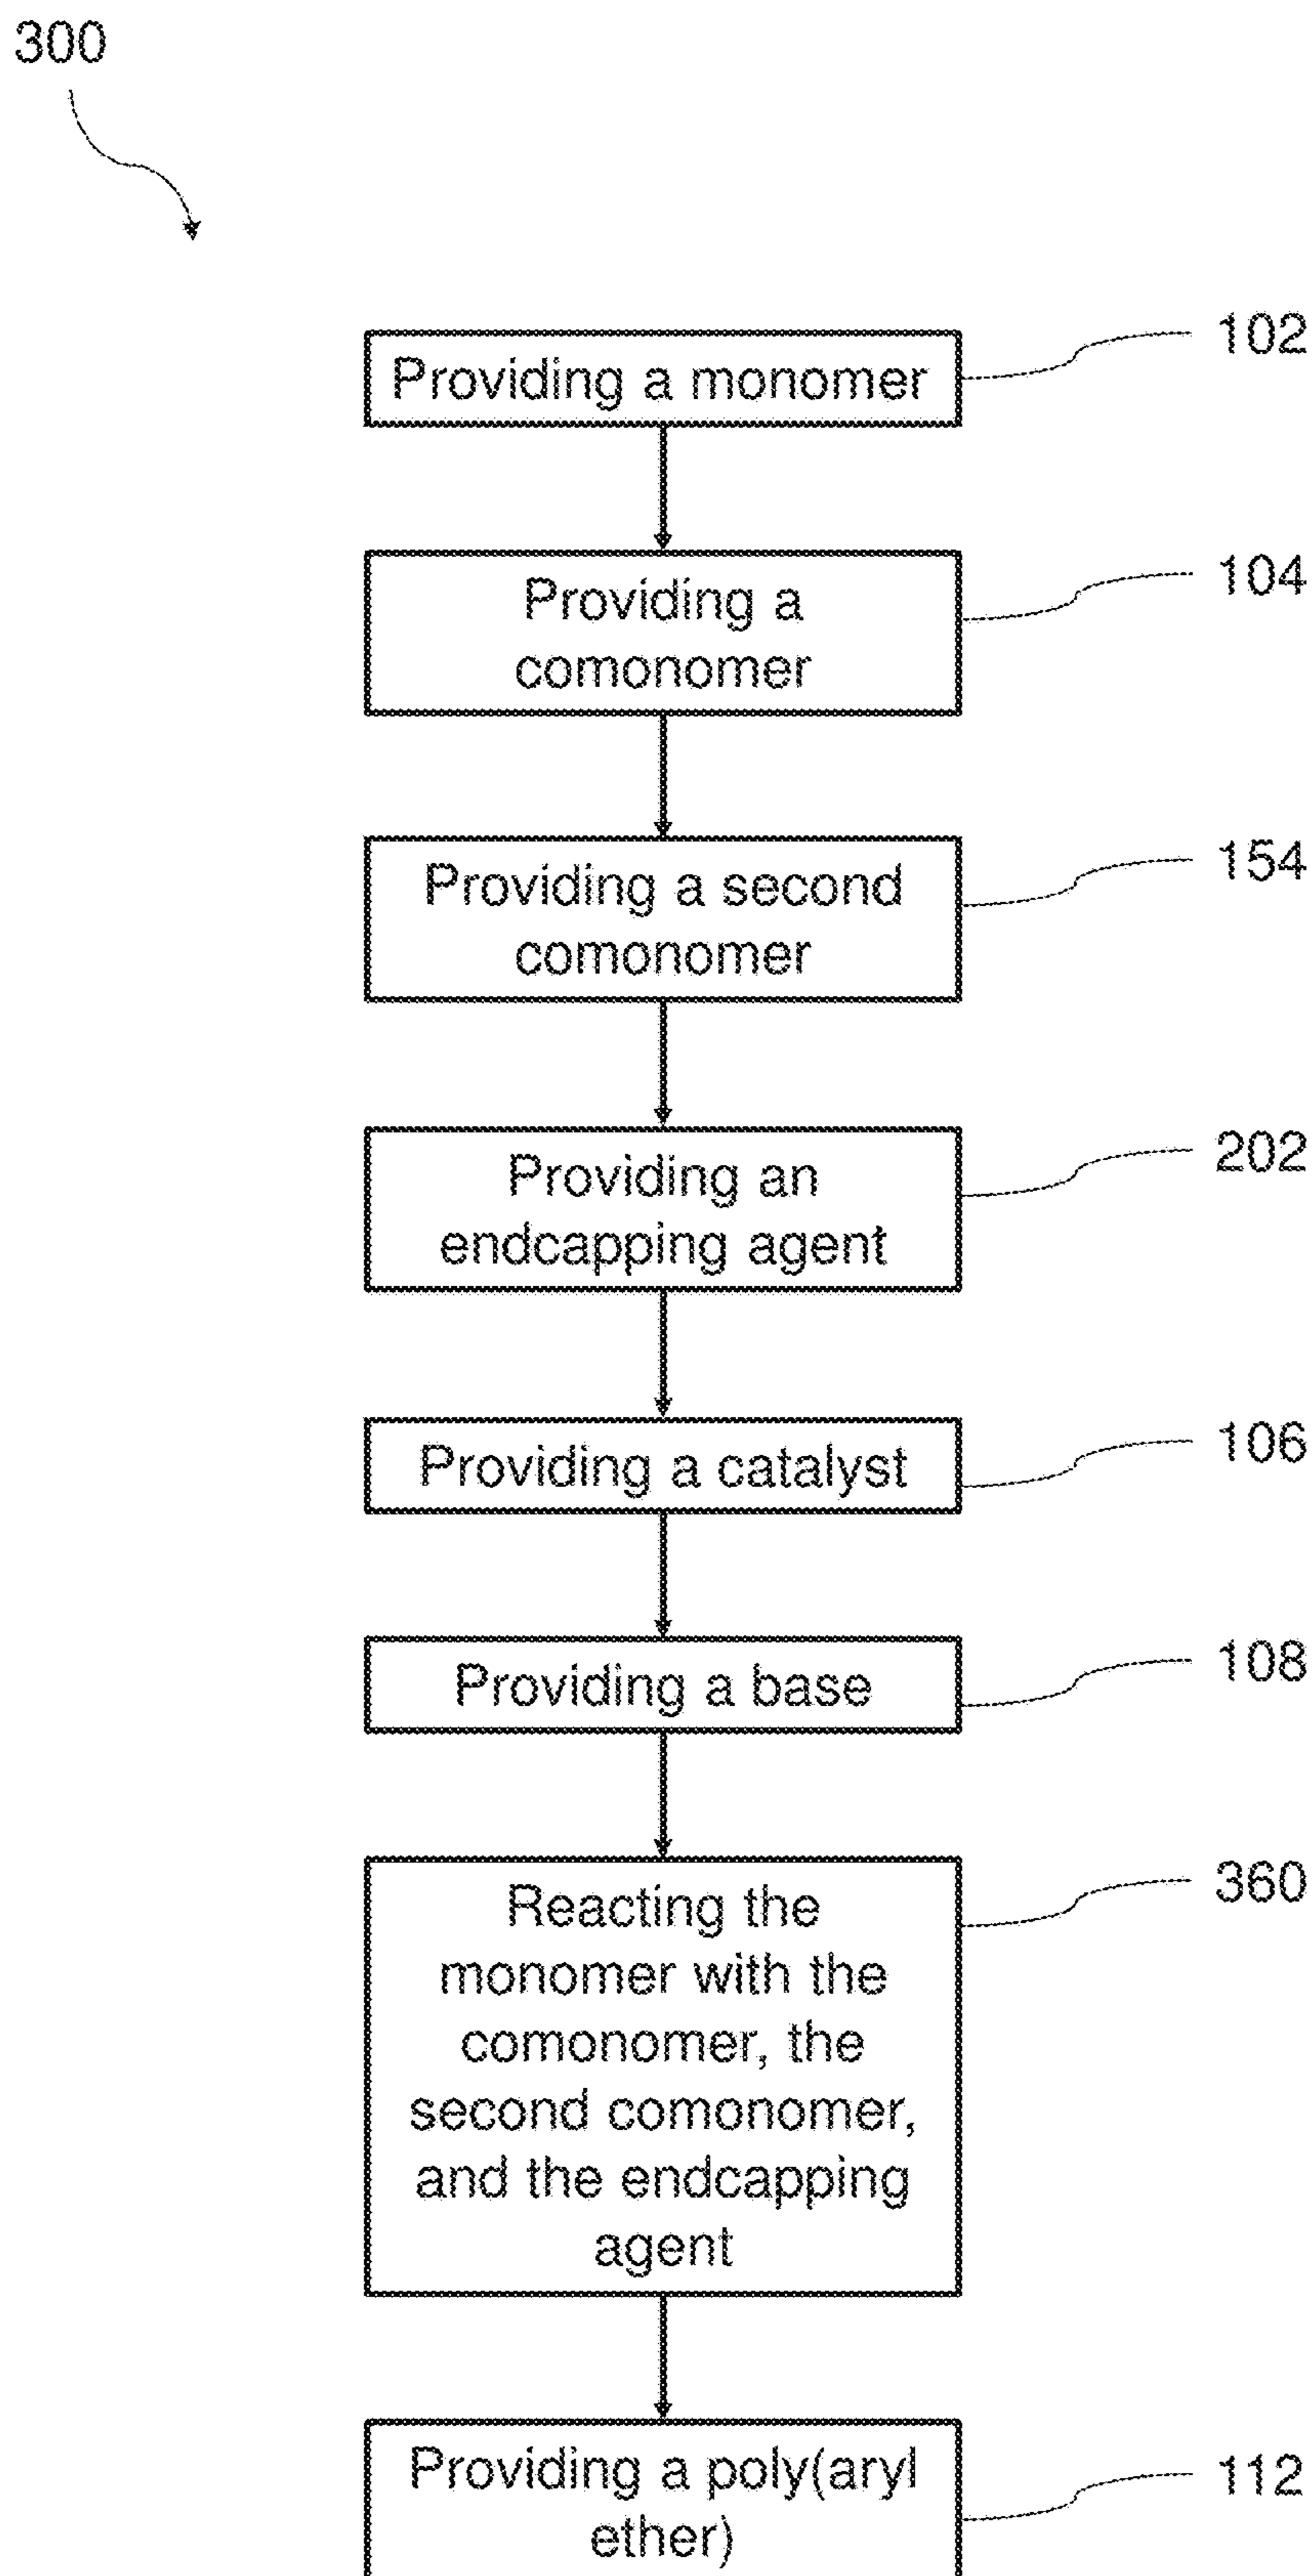 300
Providing a monomer
102
Providing a
comonomer
104
Providing a second
comonomer
154
Providing an
endcapping agent
202
Providing a catalyst
106
Providing a base
108
Reacting the
monomer with the
comonomer, the
second comonomer,
and the endcapping
agent
360
Providing a poly(aryl
ether)
112